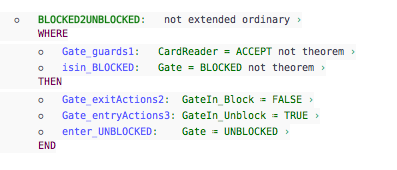 BLOCKED2UNBLOCKED: not extended ordinary ›
WHERE
Gate_guards1: CardReader = ACCEPT not theorem ›
isin_BLOCKED: Gate = BLOCKED not theorem ›
THEN
Gate_exitActions2: GateIn_Block ≔ FALSE ›
Gate_entryActions3: GateIn_Unblock ≔ TRUE ›
enter_UNBLOCKED: Gate ≔ UNBLOCKED ›
END